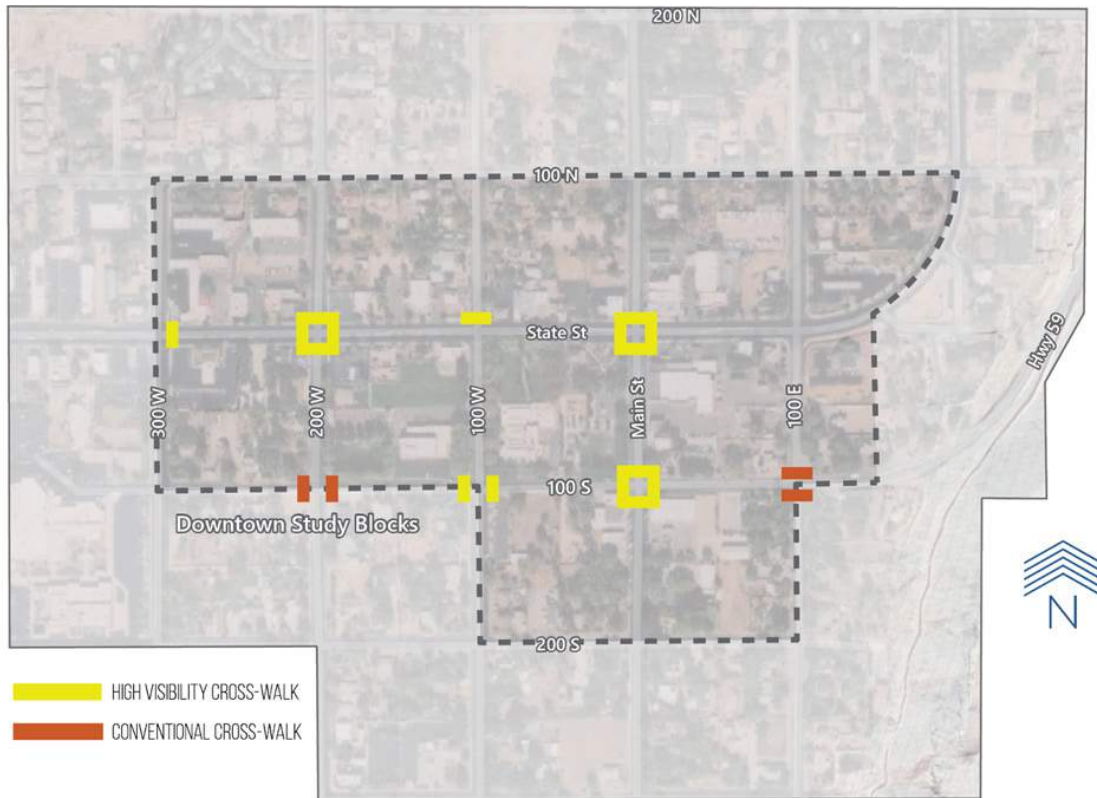 200 N
100 N
State St
Hwy 59
300 W
200 W
100 W
Main St
100 E
100 S
Downtown Study Blocks
200 S
N
HIGH VISIBILITY CROSS-WALK
CONVENTIONAL CROSS-WALK